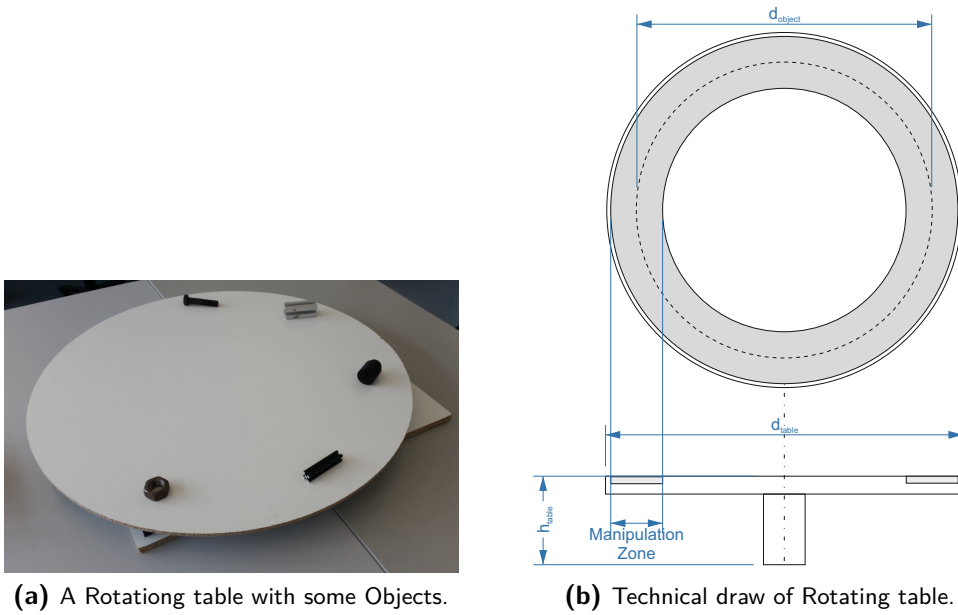 d_object
d_table
h_table
Manipulation
Zone
(a) A Rotationg table with some Objects.
(b) Technical draw of Rotating table.